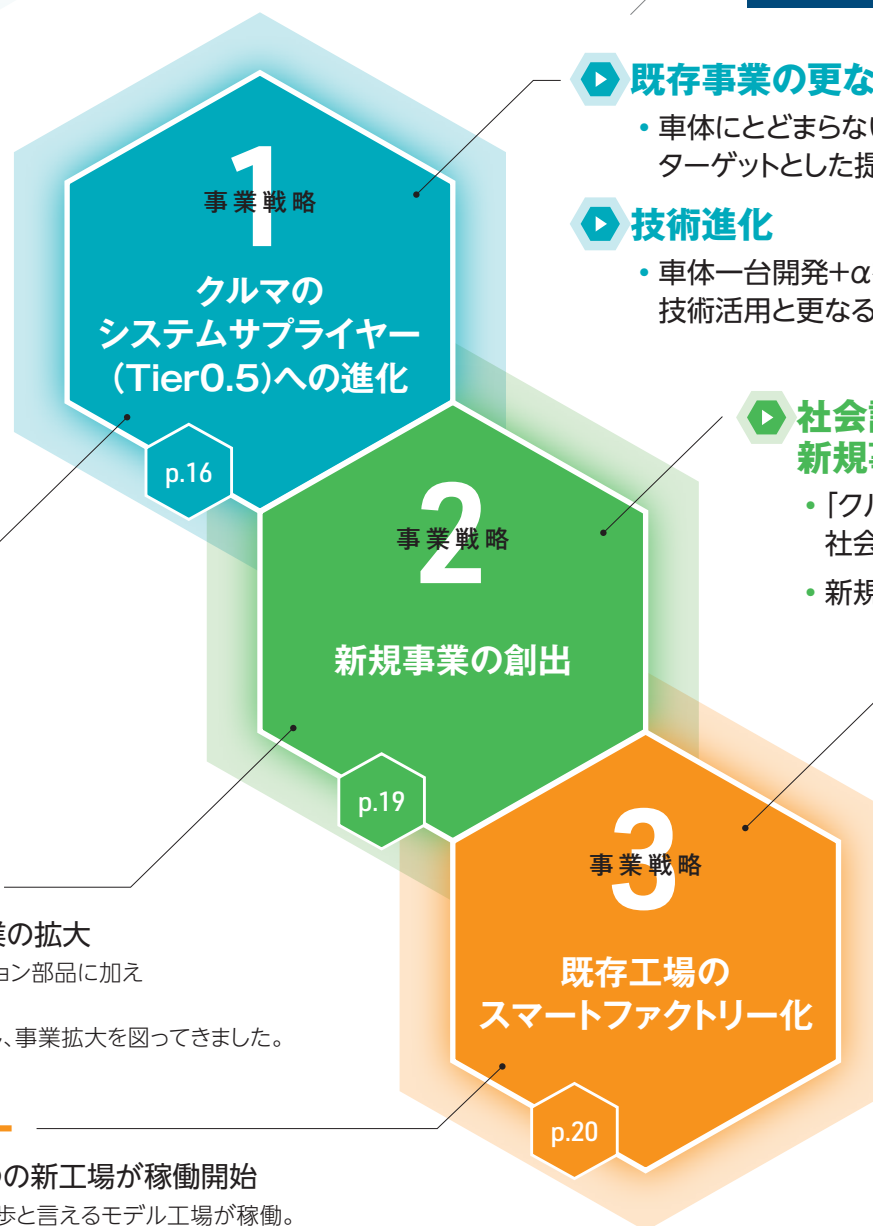 既存事業の更な
• 車体にとどまらない
ターゲットとした提
技術進化
• 車体一台開発+α
技術活用と更なる
1
事業戦略
クルマの
システムサプライヤー
(Tier0.5)への進化
p.16
社会
新規
• 「クル
社会
• 新規
2
事業戦略
新規事業の創出
p.19
3
事業戦略
既存工場の
スマートファクトリー化
p.20
業の拡大
ション部品に加え
、事業拡大を図ってきました。
の新工場が稼働開始
歩と言えるモデル工場が稼働。